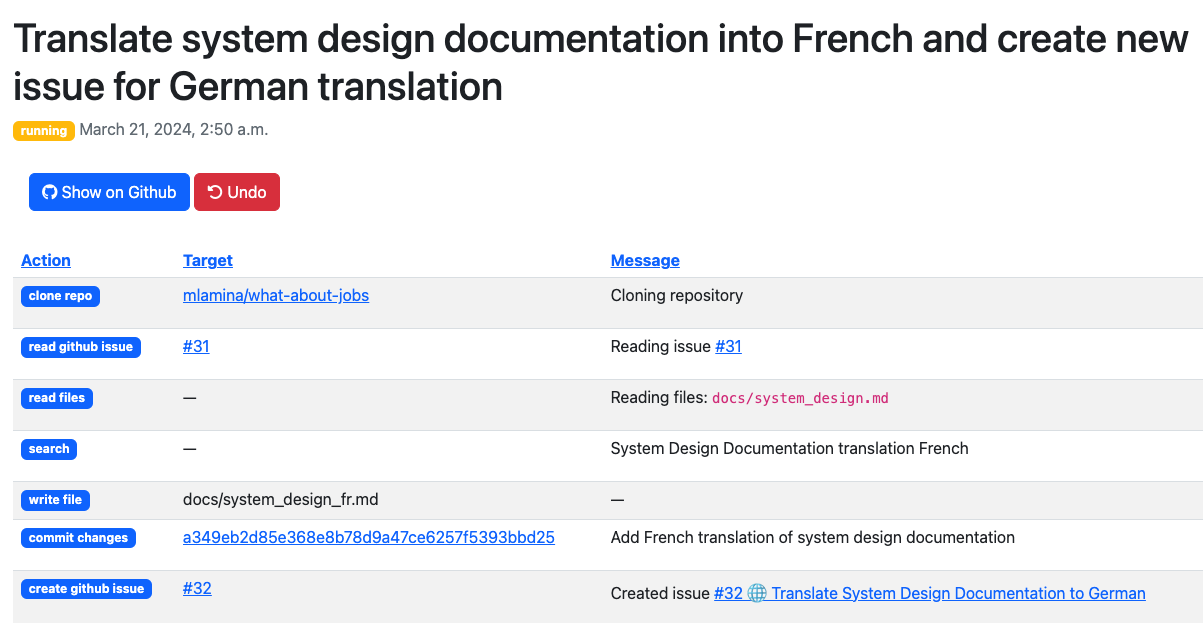 Translate system design documentation into French and create new
issue for German translation
running March 21, 2024, 2:50 a.m.
Show on Github Undo
Action Target Message
clone repo mlamina/what-about-jobs Cloning repository
read github issue #31 Reading issue #31
read files — Reading files: docs/system_design.md
search — System Design Documentation translation French
write file docs/system_design_fr.md —
commit changes a349eb2d85e368e8b78d9a47ce6257f5393bbd25 Add French translation of system design documentation
create github issue #32 Created issue #32 🌐 Translate System Design Documentation to German